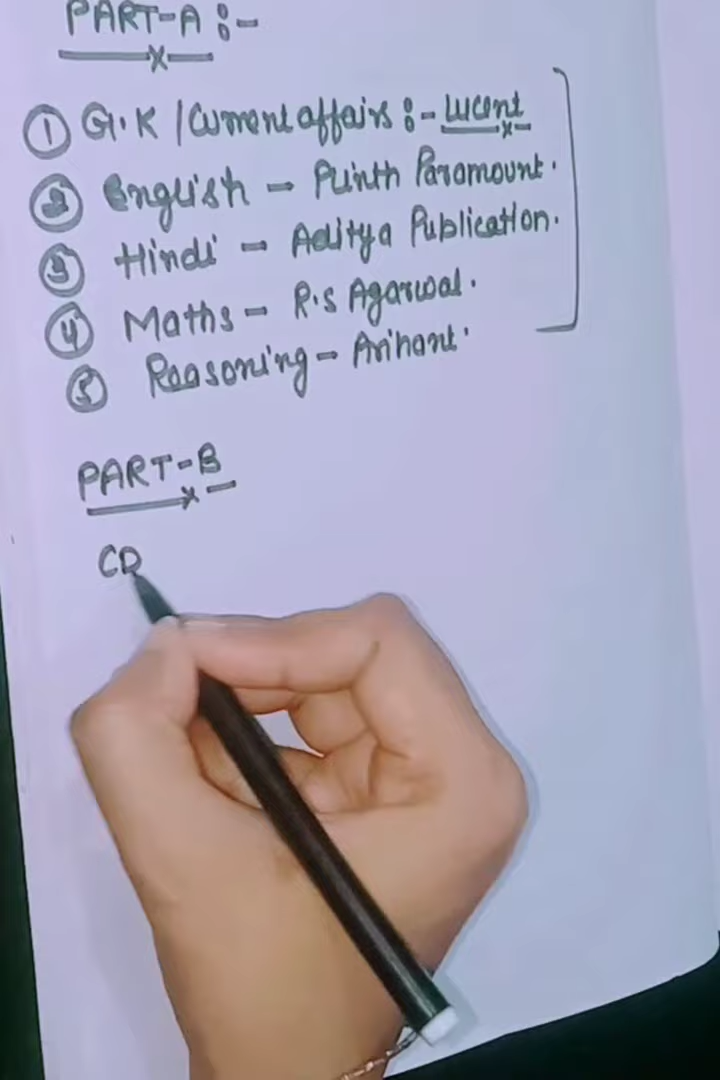 PART-A :-
① G.K / Current affairs :- Lucent
② English - Plinth Paramount.
③ Hindi - Aditya Publication.
④ Maths - R.S Agarwal.
⑤ Reasoning - Arihant.
PART-B
CD